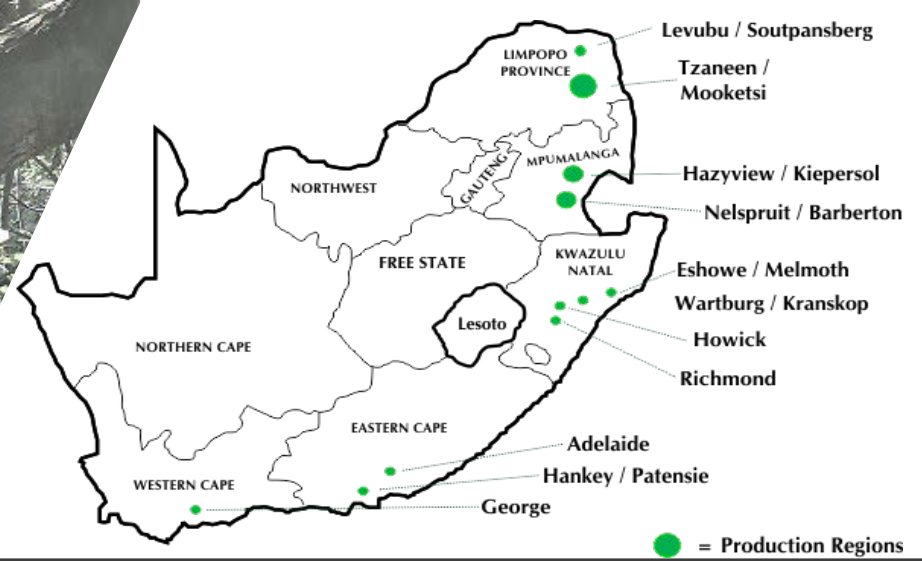 Levubu / Soutpansberg
LIMPOPO
PROVINCE
Tzaneen /
Mooketsi
MPUMALANGA
GAUTENG
NORTHWEST
Hazyview / Kiepersol
Nelspruit / Barberton
KWAZULU
NATAL
FREE STATE
Eshowe / Melmoth
Wartburg / Kranskop
Lesoto
Howick
NORTHERN CAPE
Richmond
EASTERN CAPE
Adelaide
Hankey / Patensie
WESTERN CAPE
George
= Production Regions